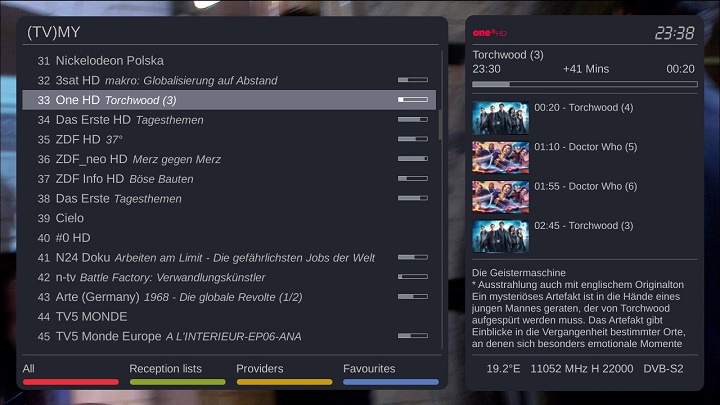 (TV)MY
31 Nickelodeon Polska
32 3sat HD makro: Globalisierung auf Abstand
33 One HD Torchwood (3)
34 Das Erste HD Tagesthemen
35 ZDF HD 37°
36 ZDF_neo HD Merz gegen Merz
37 ZDF Info HD Böse Bauten
38 Das Erste Tagesthemen
39 Cielo
40 #0 HD
41 N24 Doku Arbeiten am Limit - Die gefährlichsten Jobs der Welt
42 n-tv Battle Factory: Verwandlungskünstler
43 Arte (Germany) 1968 - Die globale Revolte (1/2)
44 TV5 MONDE
45 TV5 Monde Europe A L'INTERIEUR-EP06-ANA
All Reception lists Providers Favourites
one HD 23:38
Torchwood (3)
23:30 +41 Mins 00:20
00:20 - Torchwood (4)
01:10 - Doctor Who (5)
01:55 - Doctor Who (6)
02:45 - Torchwood (3)
Die Geistermaschine
* Ausstrahlung auch mit englischem Originalton
Ein mysteriöses Artefakt ist in die Hände eines
jungen Mannes geraten, der von Torchwood
aufgespürt werden muss. Das Artefakt gibt
Einblicke in die Vergangenheit bestimmter Orte,
an denen sich besonders emotionale Momente
19.2°E 11052 MHz H 22000 DVB-S2